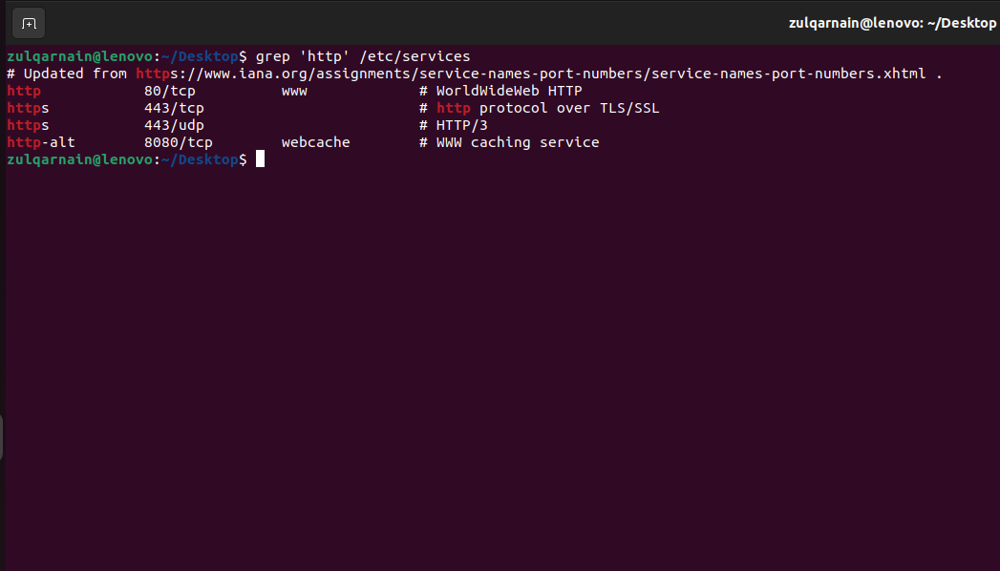 zulqarnain@lenovo: ~/Desktop
zulqarnain@lenovo:~/Desktop$ grep 'http' /etc/services
# Updated from https://www.iana.org/assignments/service-names-port-numbers/service-names-port-numbers.xhtml .
http            80/tcp          www             # WorldWideWeb HTTP
https           443/tcp                         # http protocol over TLS/SSL
https           443/udp                         # HTTP/3
http-alt        8080/tcp        webcache        # WWW caching service
zulqarnain@lenovo:~/Desktop$